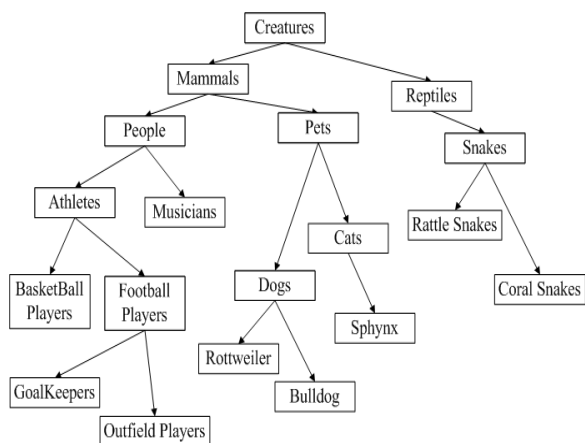 Creatures
Mammals
Reptiles
People
Pets
Snakes
Athletes
Musicians
Rattle Snakes
Cats
BasketBall
Players
Football
Players
Dogs
Coral Snakes
Sphynx
Rottweiler
GoalKeepers
Bulldog
Outfield Players